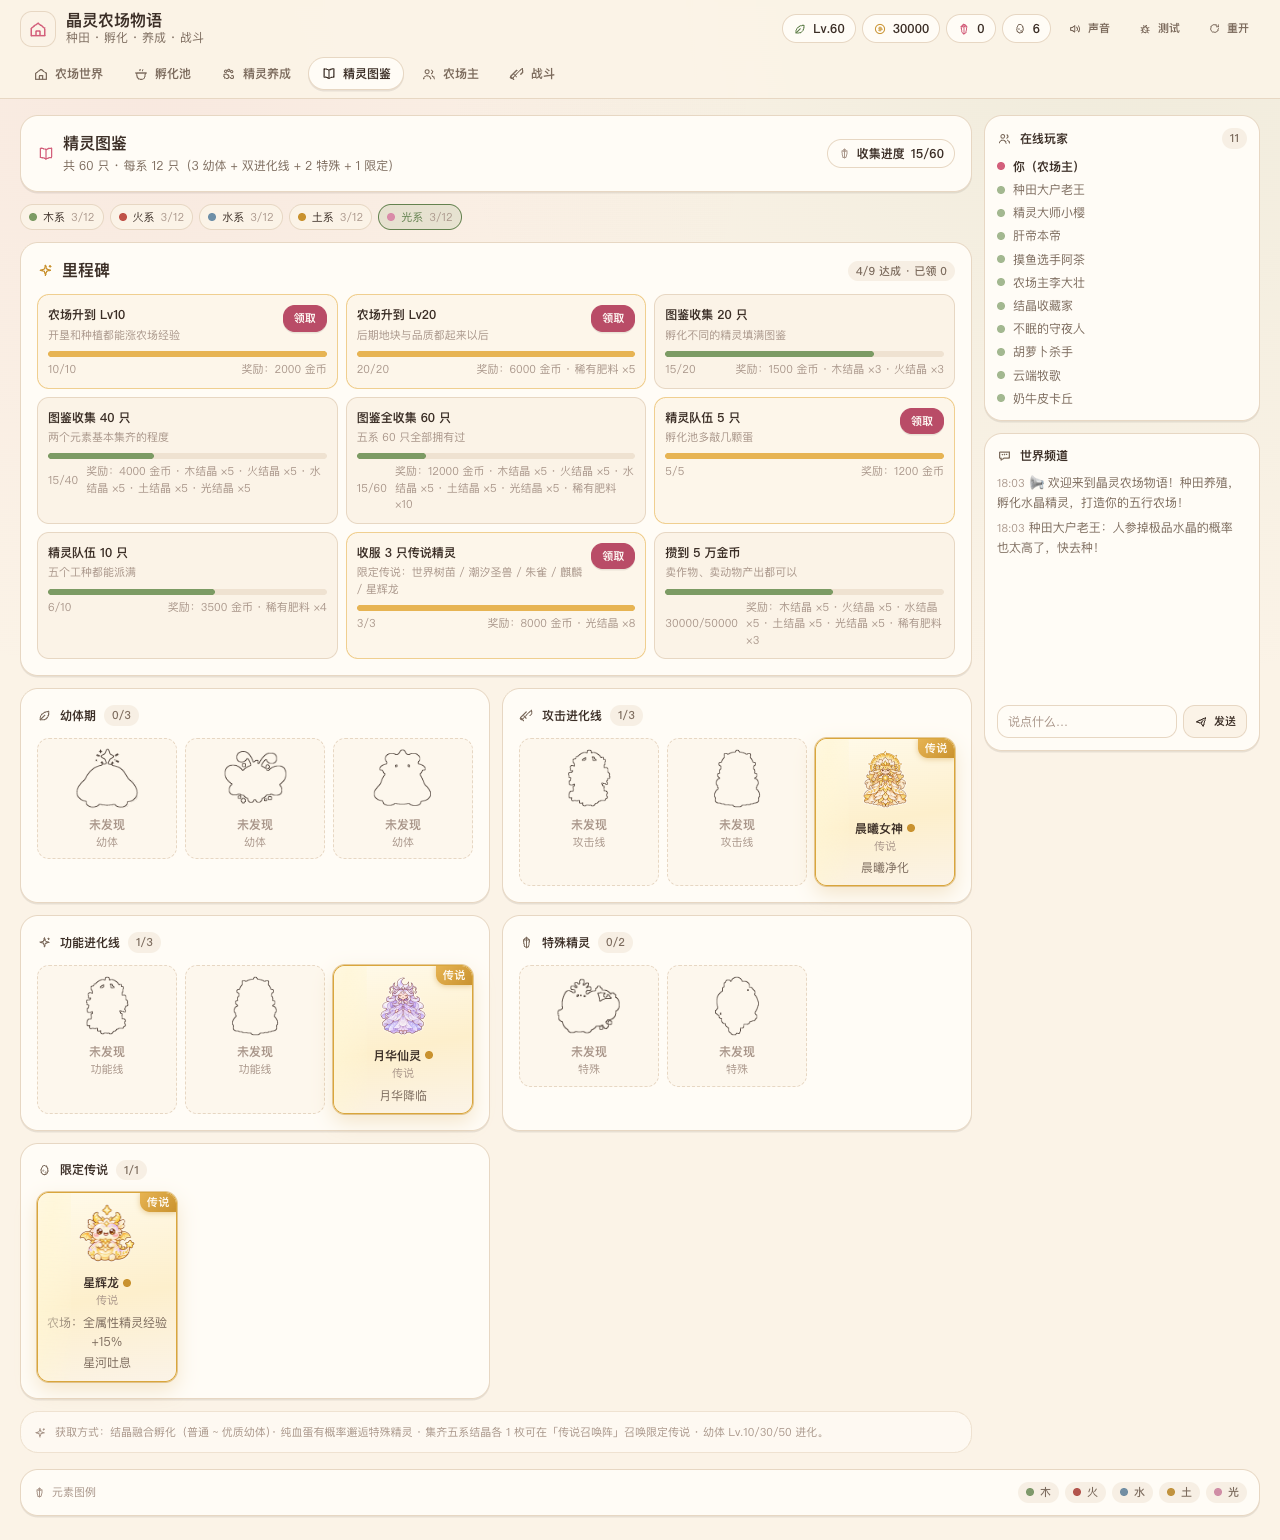 晶灵农场物语
种田 · 孵化 · 养成 · 战斗
Lv.60
30000
0
6
声音
测试
重开
农场世界
孵化池
精灵养成
精灵图鉴
农场主
战斗
精灵图鉴
共 60 只 · 每系 12 只（3 幼体 + 双进化线 + 2 特殊 + 1 限定）
收集进度 15/60
木系 3/12
火系 3/12
水系 3/12
土系 3/12
光系 3/12
里程碑
4/9 达成 · 已领 0
农场升到 Lv10
领取
开垦和种植都能涨农场经验
10/10
奖励：2000 金币
农场升到 Lv20
领取
后期地块与品质都起来以后
20/20
奖励：6000 金币 · 稀有肥料 ×5
图鉴收集 20 只
孵化不同的精灵填满图鉴
15/20
奖励：1500 金币 · 木结晶 ×3 · 火结晶 ×3
图鉴收集 40 只
两个元素基本集齐的程度
15/40
奖励：4000 金币 · 木结晶 ×5 · 火结晶 ×5 · 水
结晶 ×5 · 土结晶 ×5 · 光结晶 ×5
图鉴全收集 60 只
五系 60 只全部拥有过
15/60
奖励：12000 金币 · 木结晶 ×5 · 火结晶 ×5 · 水
结晶 ×5 · 土结晶 ×5 · 光结晶 ×5 · 稀有肥料
×10
精灵队伍 5 只
领取
孵化池多敲几颗蛋
5/5
奖励：1200 金币
精灵队伍 10 只
五个工种都能派满
6/10
奖励：3500 金币 · 稀有肥料 ×4
收服 3 只传说精灵
领取
限定传说：世界树苗 / 潮汐圣兽 / 朱雀 / 麒麟
/ 星辉龙
3/3
奖励：8000 金币 · 光结晶 ×8
攒到 5 万金币
卖作物、卖动物产出都可以
30000/50000
奖励：木结晶 ×5 · 火结晶 ×5 · 水结晶
×5 · 土结晶 ×5 · 光结晶 ×5 · 稀有肥料
×3
幼体期 0/3
未发现
幼体
未发现
幼体
未发现
幼体
攻击进化线 1/3
未发现
攻击线
未发现
攻击线
传说
晨曦女神
传说
晨曦净化
功能进化线 1/3
未发现
功能线
未发现
功能线
传说
月华仙灵
传说
月华降临
特殊精灵 0/2
未发现
特殊
未发现
特殊
限定传说 1/1
传说
星辉龙
传说
农场：全属性精灵经验
+15%
星河吐息
获取方式：结晶融合孵化（普通 ~ 优质幼体）· 纯血蛋有概率邂逅特殊精灵 · 集齐五系结晶各 1 枚可在「传说召唤阵」召唤限定传说 · 幼体 Lv.10/30/50 进化。
元素图例
木
火
水
土
光
在线玩家
11
你（农场主）
种田大户老王
精灵大师小樱
肝帝本帝
摸鱼选手阿茶
农场主李大壮
结晶收藏家
不眠的守夜人
胡萝卜杀手
云端牧歌
奶牛皮卡丘
世界频道
18:03 欢迎来到晶灵农场物语！种田养殖，
孵化水晶精灵，打造你的五行农场！
18:03 种田大户老王：人参掉极品水晶的概率
也太高了，快去种！
说点什么...
发送